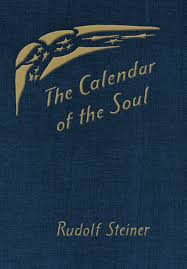 The Calendar
of the Soul
Rudolf Steiner